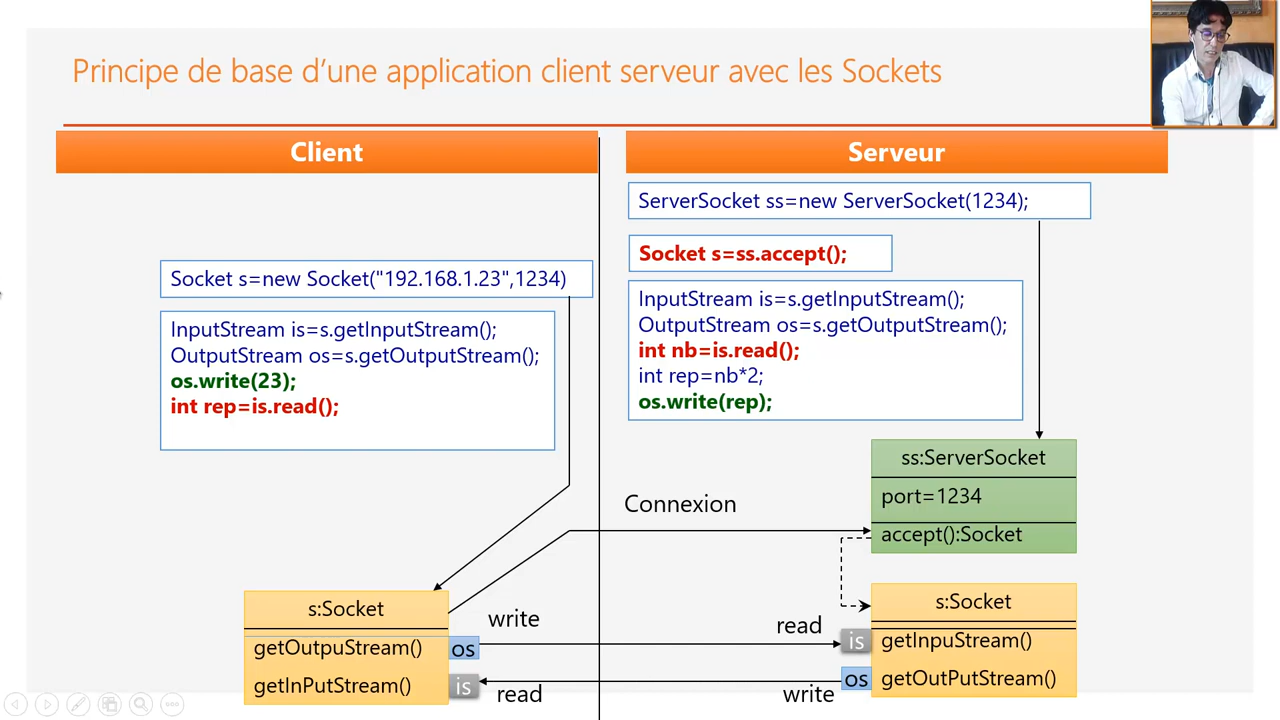 Principe de base d’une application client serveur avec les Sockets
Client
Serveur
ServerSocket ss=new ServerSocket(1234);
Socket s=ss.accept();
Socket s=new Socket("192.168.1.23",1234)
InputStream is=s.getInputStream();
OutputStream os=s.getOutputStream();
os.write(23);
int rep=is.read();
InputStream is=s.getInputStream();
OutputStream os=s.getOutputStream();
int nb=is.read();
int rep=nb*2;
os.write(rep);
ss:ServerSocket
port=1234
accept():Socket
Connexion
s:Socket
getOutpuStream()
os
getInPutStream()
is
write
read
read
write
s:Socket
is
getInpuStream()
os
getOutPutStream()